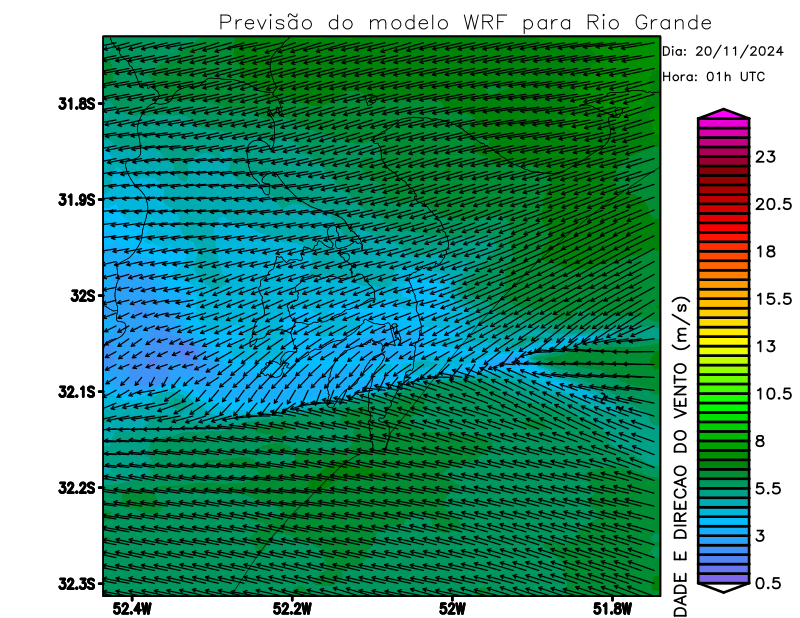 Previsão do modelo WRF para Rio Grande
Dia: 20/11/2024
Hora: 01h UTC
31.8S
31.9S
32S
32.1S
32.2S
32.3S
52.4W
52.2W
52W
51.8W
23
20.5
18
15.5
13
10.5
8
5.5
3
0.5
DADE E DIRECAO DO VENTO (m/s)